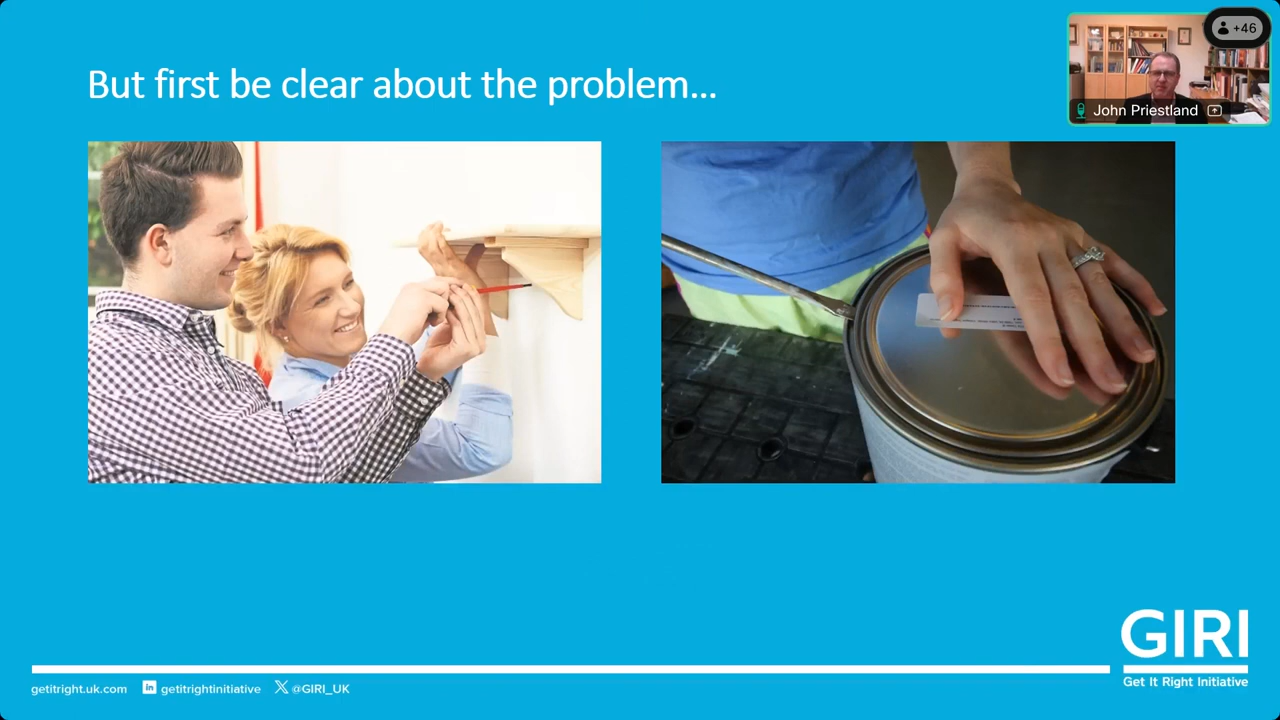 But first be clear about the problem...
+46
John Priestland
GIRI
Get It Right Initiative
getitright.uk.com
getitrightinitiative
@GIRI_UK